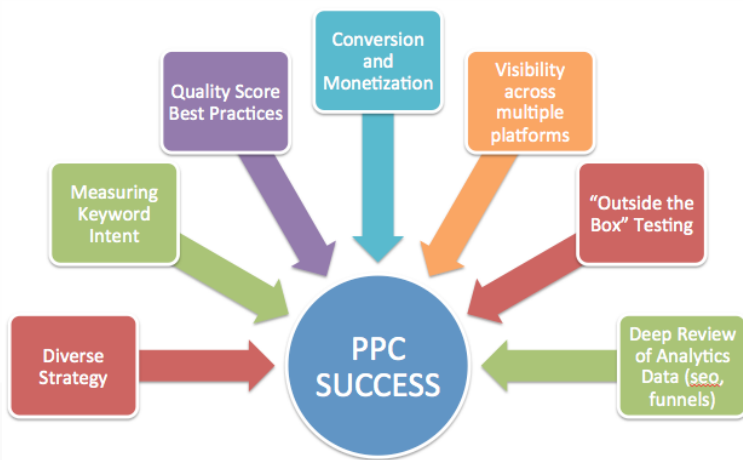 Conversion
and
Monetization
Quality Score
Best Practices
Visibility
across
multiple
platforms
Measuring
Keyword
Intent
“Outside the
Box” Testing
Diverse
Strategy
PPC
SUCCESS
Deep Review
of Analytics
Data (seo,
funnels)